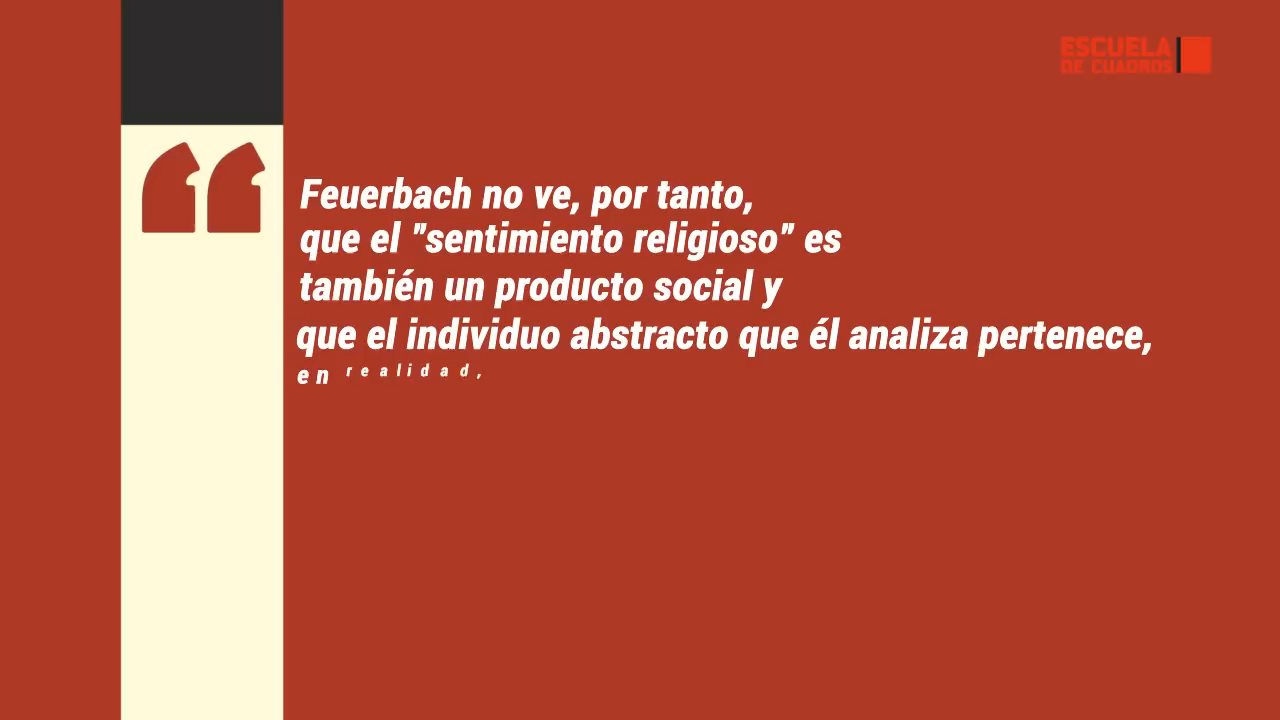 ESCUELA
DE CUADROS
Feuerbach no ve, por tanto,
que el "sentimiento religioso" es
también un producto social y
que el individuo abstracto que él analiza pertenece,
en realidad,